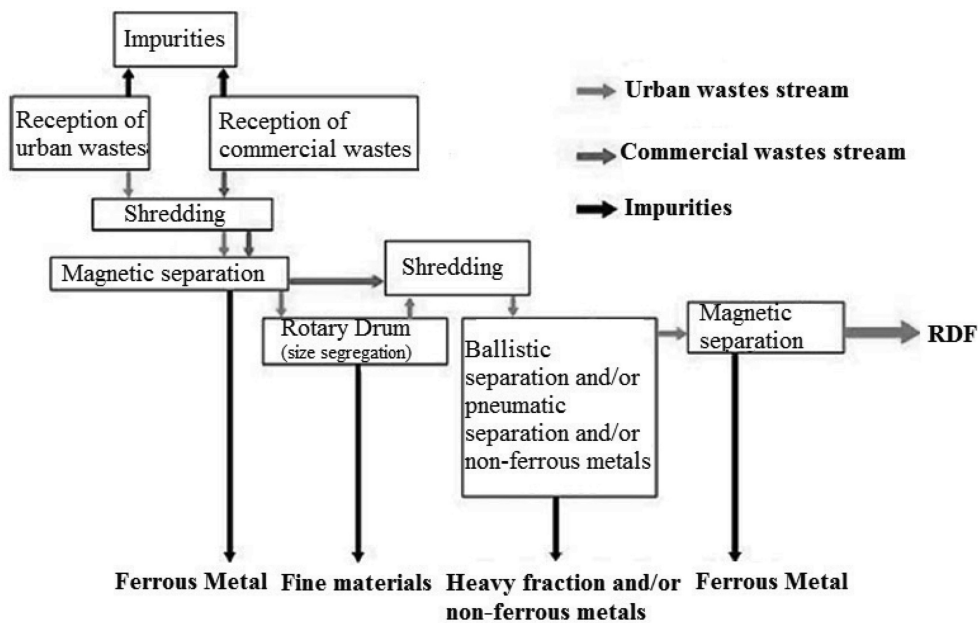 Impurities
Reception of
urban wastes
Reception of
commercial wastes
Urban wastes stream
Commercial wastes stream
Impurities
Shredding
Magnetic separation
Shredding
Rotary Drum
(size segregation)
Ballistic
separation and/or
pneumatic
separation and/or
non-ferrous metals
Magnetic
separation
RDF
Ferrous Metal
Fine materials
Heavy fraction and/or
non-ferrous metals
Ferrous Metal